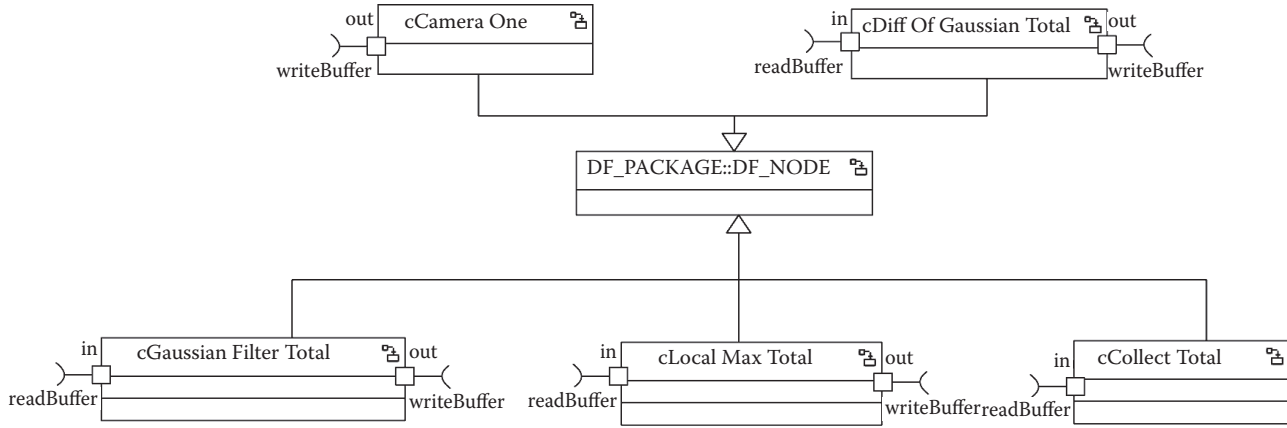 out
cCamera One
writeBuffer
in
cDiff Of Gaussian Total
out
readBuffer
writeBuffer
DF_PACKAGE::DF_NODE
in
cGaussian Filter Total
out
readBuffer
writeBuffer
in
cLocal Max Total
out
readBuffer
writeBuffer
in
cCollect Total
readBuffer